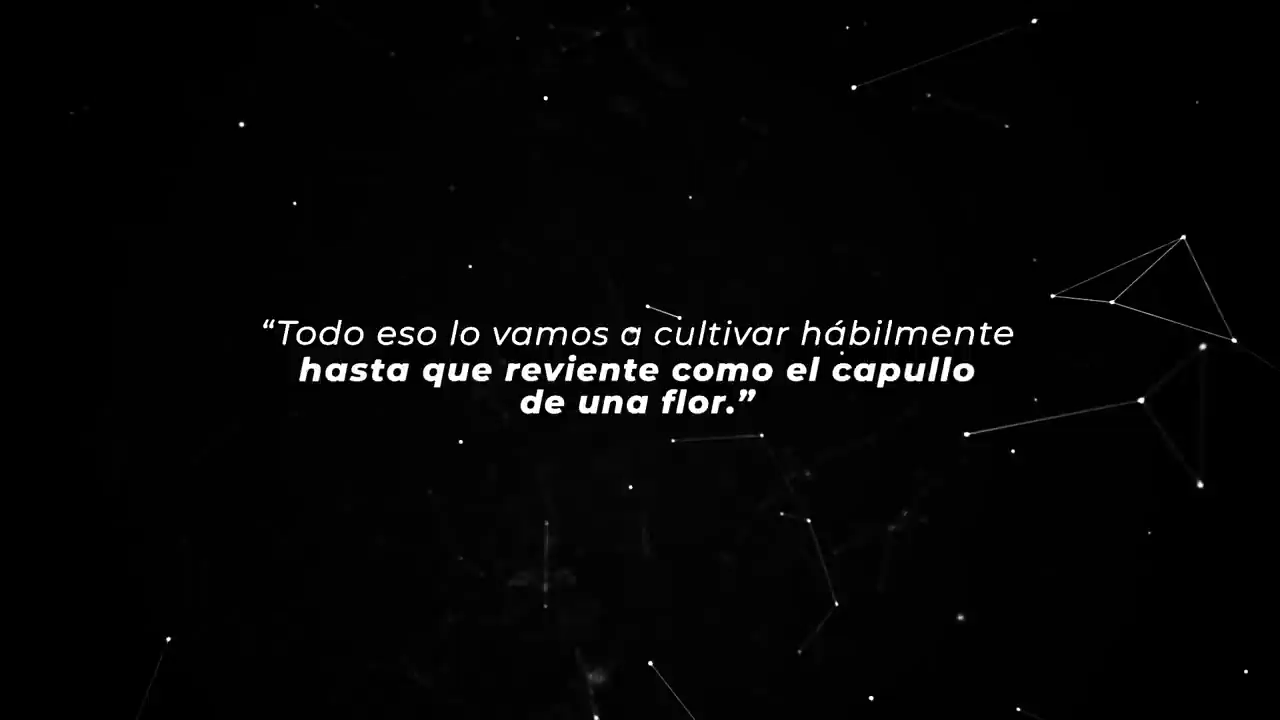 “Todo eso lo vamos a cultivar hábilmente
hasta que reviente como el capullo
de una flor.”